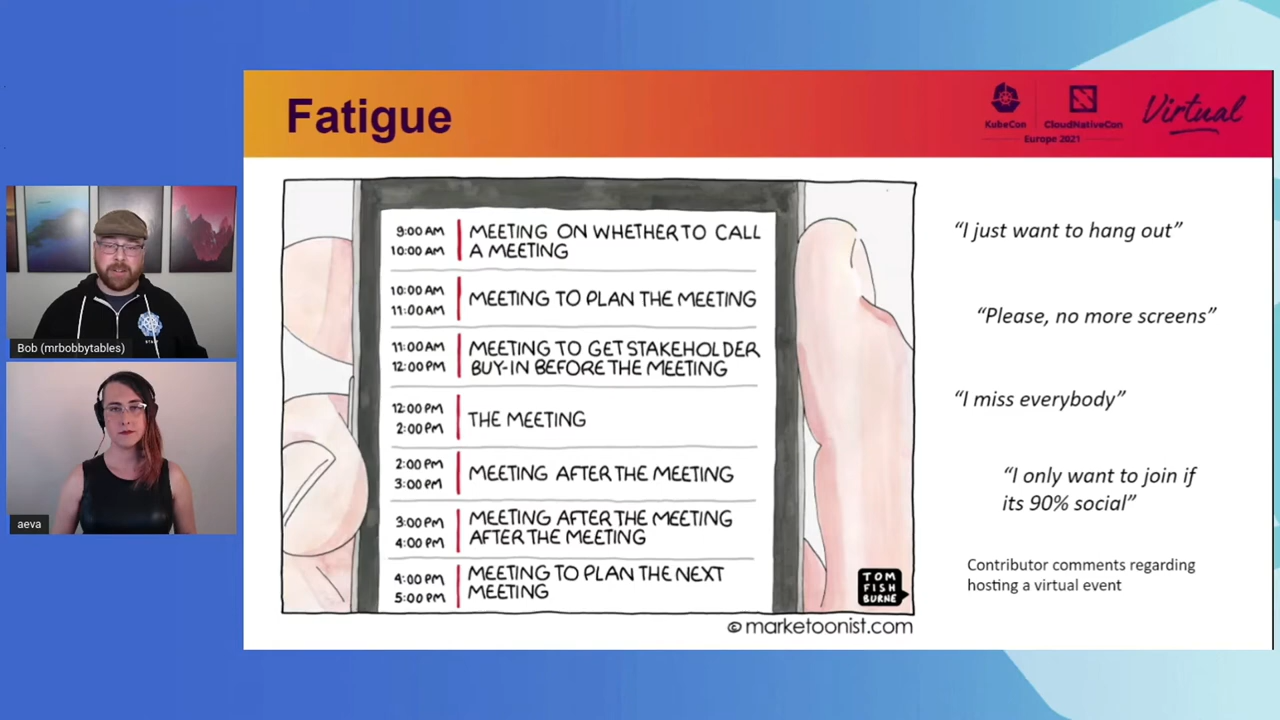 Fatigue
KubeCon
CloudNativeCon
Europe 2021
Virtual
9:00 AM
10:00 AM
MEETING ON WHETHER TO CALL
A MEETING
10:00 AM
11:00 AM
MEETING TO PLAN THE MEETING
11:00 AM
12:00 PM
MEETING TO GET STAKEHOLDER
BUY-IN BEFORE THE MEETING
12:00 PM
2:00 PM
THE MEETING
2:00 PM
3:00 PM
MEETING AFTER THE MEETING
3:00 PM
4:00 PM
MEETING AFTER THE MEETING
AFTER THE MEETING
4:00 PM
5:00 PM
MEETING TO PLAN THE NEXT
MEETING
TOM
FISH
BURNE
© marketoonist.com
“I just want to hang out”
“Please, no more screens”
“I miss everybody”
“I only want to join if
its 90% social”
Contributor comments regarding
hosting a virtual event
Bob (mrbobbytables)
aeva